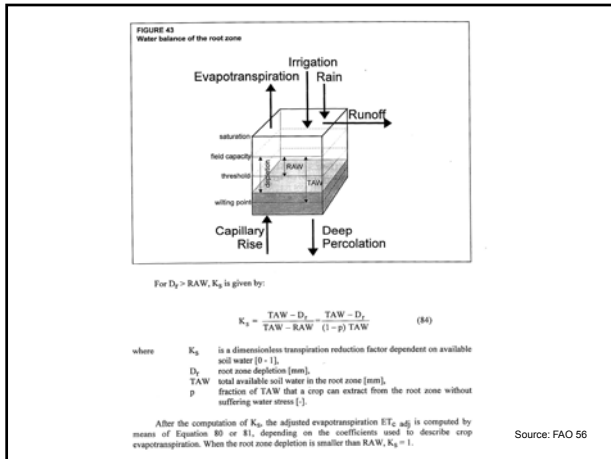 FIGURE 43
Water balance of the root zone
Irrigation
Evapotranspiration
Rain
Runoff
saturation
field capacity
depletion
RAW
threshold
TAW
wilting point
Capillary
Rise
Deep
Percolation
For Dr > RAW, Ks is given by:
Ks = (TAW − Dr) / (TAW − RAW) = (TAW − Dr) / ((1 − p) TAW) (84)
where Ks is a dimensionless transpiration reduction factor dependent on available
soil water [0 - 1],
Dr root zone depletion [mm],
TAW total available soil water in the root zone [mm],
p fraction of TAW that a crop can extract from the root zone without
suffering water stress [-].
After the computation of Ks, the adjusted evapotranspiration ETc adj is computed by
means of Equation 80 or 81, depending on the coefficients used to describe crop
evapotranspiration. When the root zone depletion is smaller than RAW, Ks = 1.
Source: FAO 56